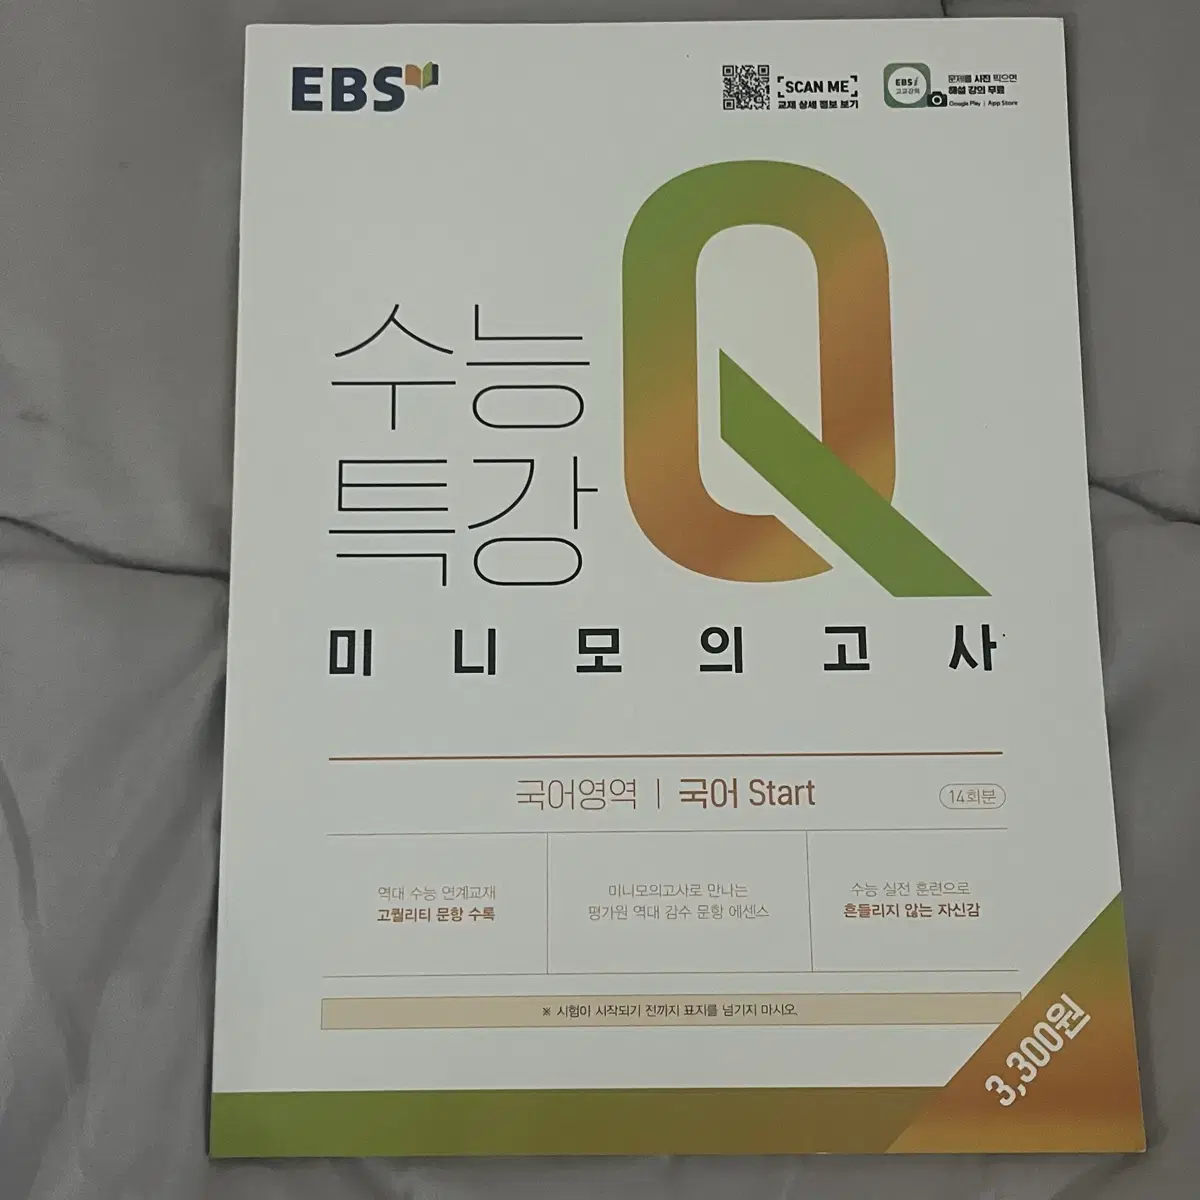 EBS
SCAN ME
교재 상세 정보 보기
EBSi
고교강의
문제를 사진 찍으면
해설 강의 무료
Google Play | App Store
수능
특강
Q
미니모의고사
국어영역 | 국어 Start
14회분
역대 수능 연계교재
고퀄리티 문항 수록
미니모의고사로 만나는
평가원 역대 감수 문항 에센스
수능 실전 훈련으로
흔들리지 않는 자신감
※ 시험이 시작되기 전까지 표지를 넘기지 마시오.
3,300원